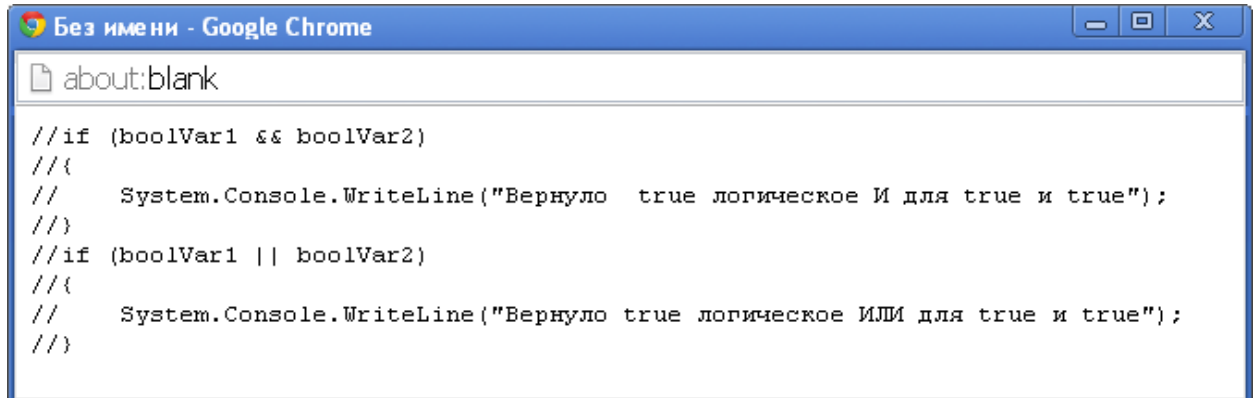 Без имени - Google Chrome
about:blank
//if (boolVar1 && boolVar2)
//{
//    System.Console.WriteLine("Вернуло  true логическое И для true и true");
//}
//if (boolVar1 || boolVar2)
//{
//    System.Console.WriteLine("Вернуло true логическое ИЛИ для true и true");
//}